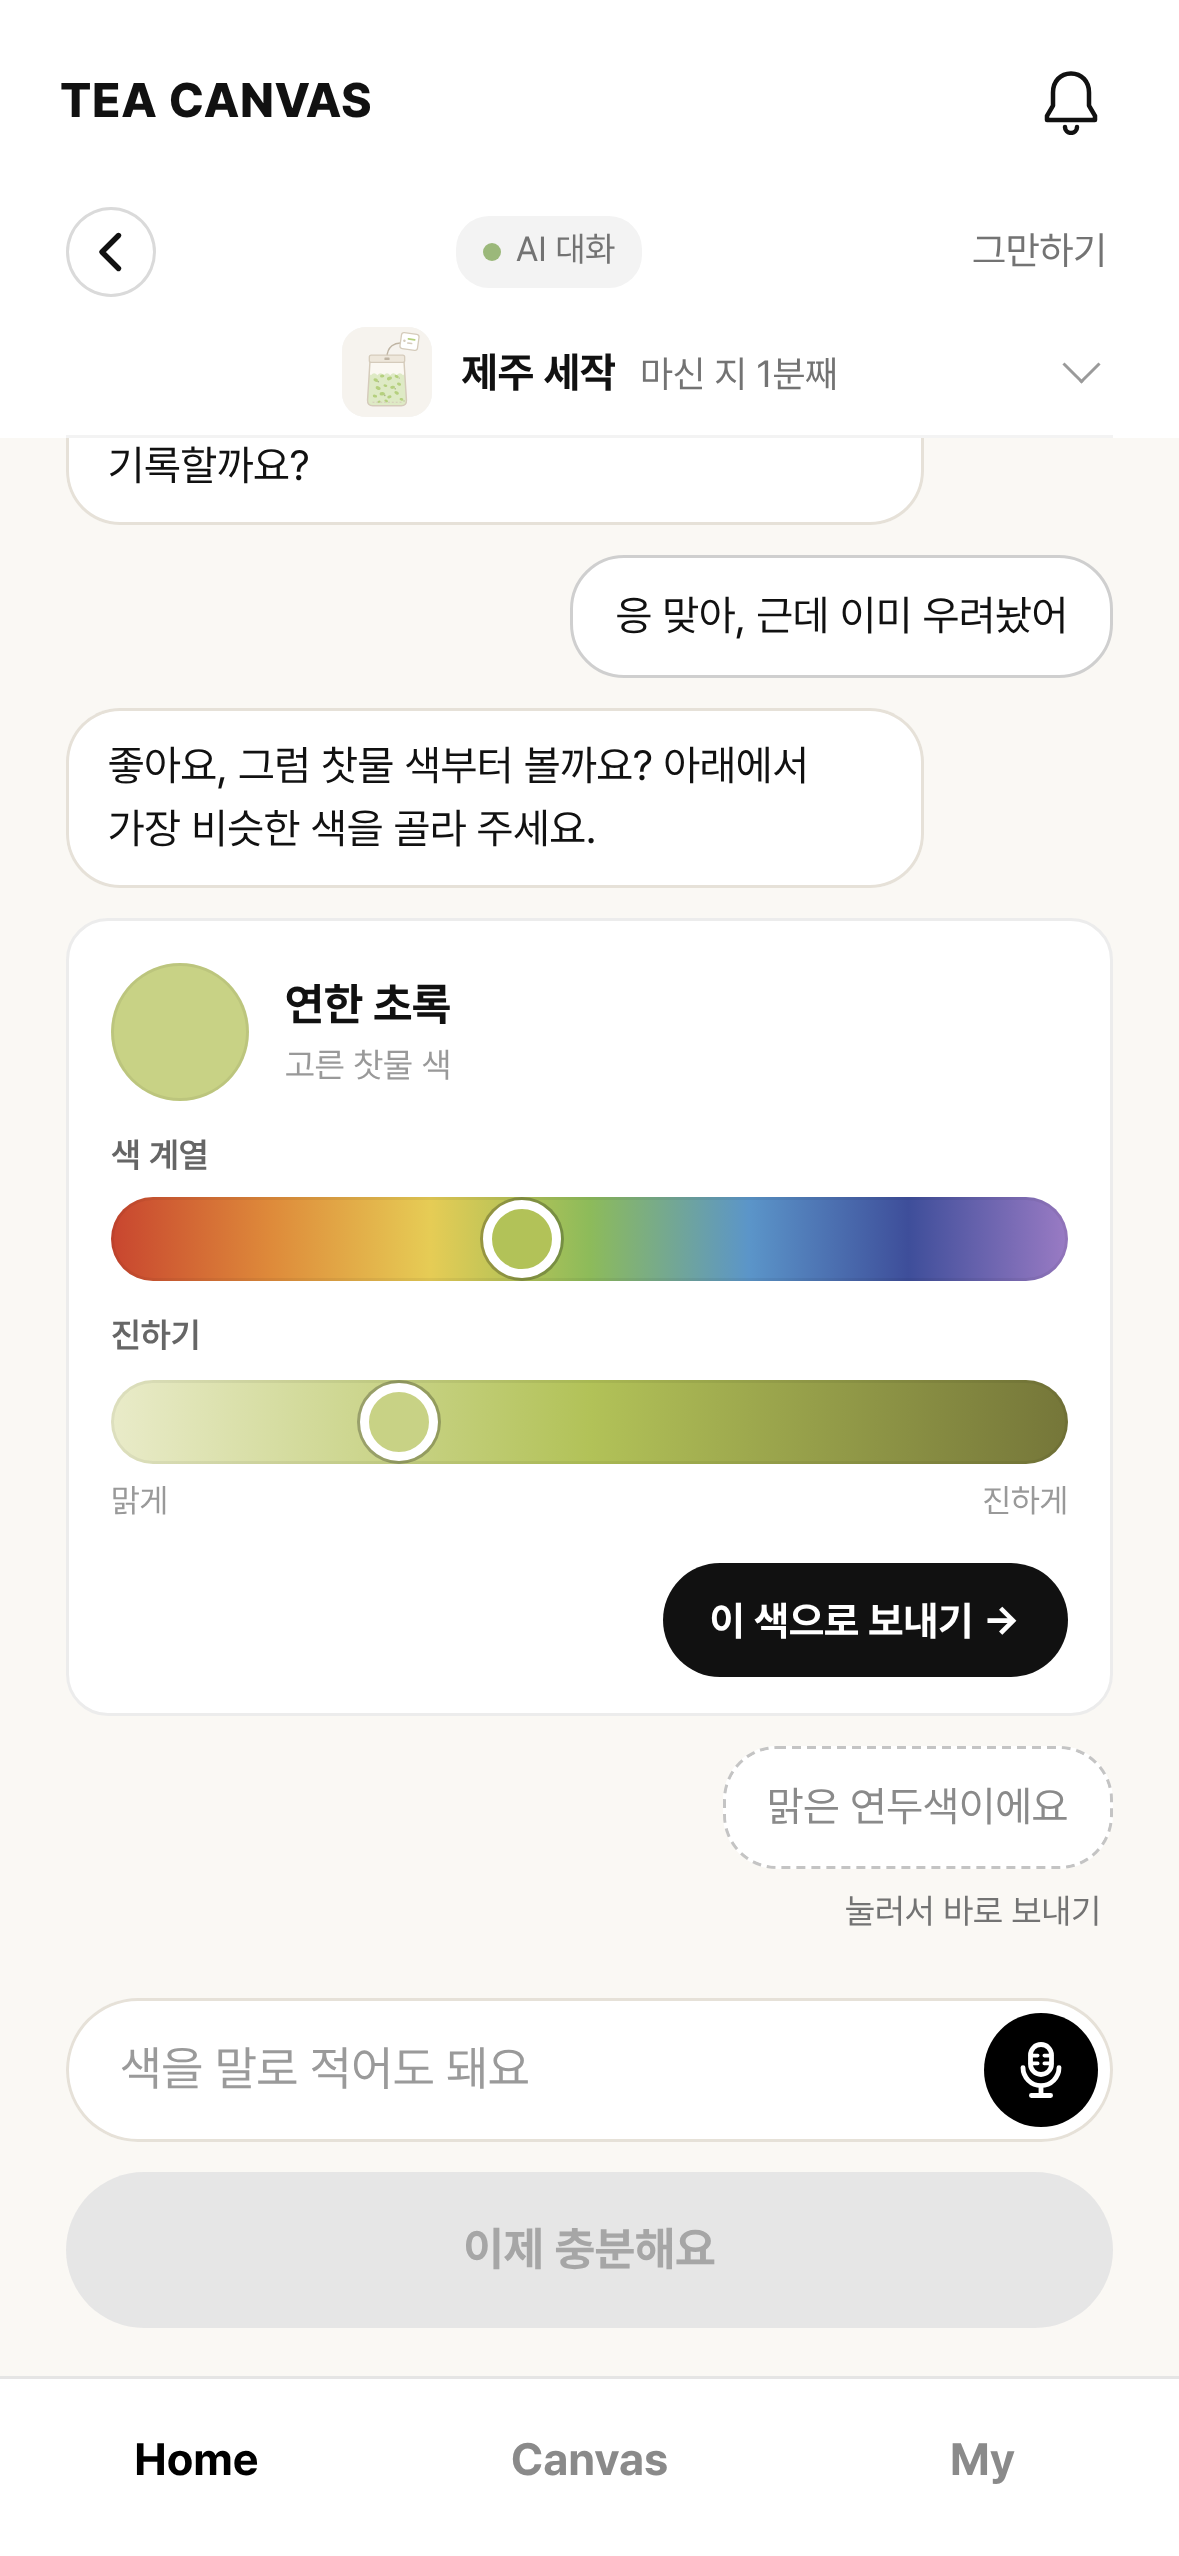 TEA CANVAS
AI 대화
그만하기
제주 세작 마신 지 1분째
기록할까요?
응 맞아, 근데 이미 우려놨어
좋아요, 그럼 찻물 색부터 볼까요? 아래에서
가장 비슷한 색을 골라 주세요.
연한 초록
고른 찻물 색
색 계열
진하기
맑게
진하게
이 색으로 보내기 →
맑은 연두색이에요
눌러서 바로 보내기
색을 말로 적어도 돼요
이제 충분해요
Home
Canvas
My